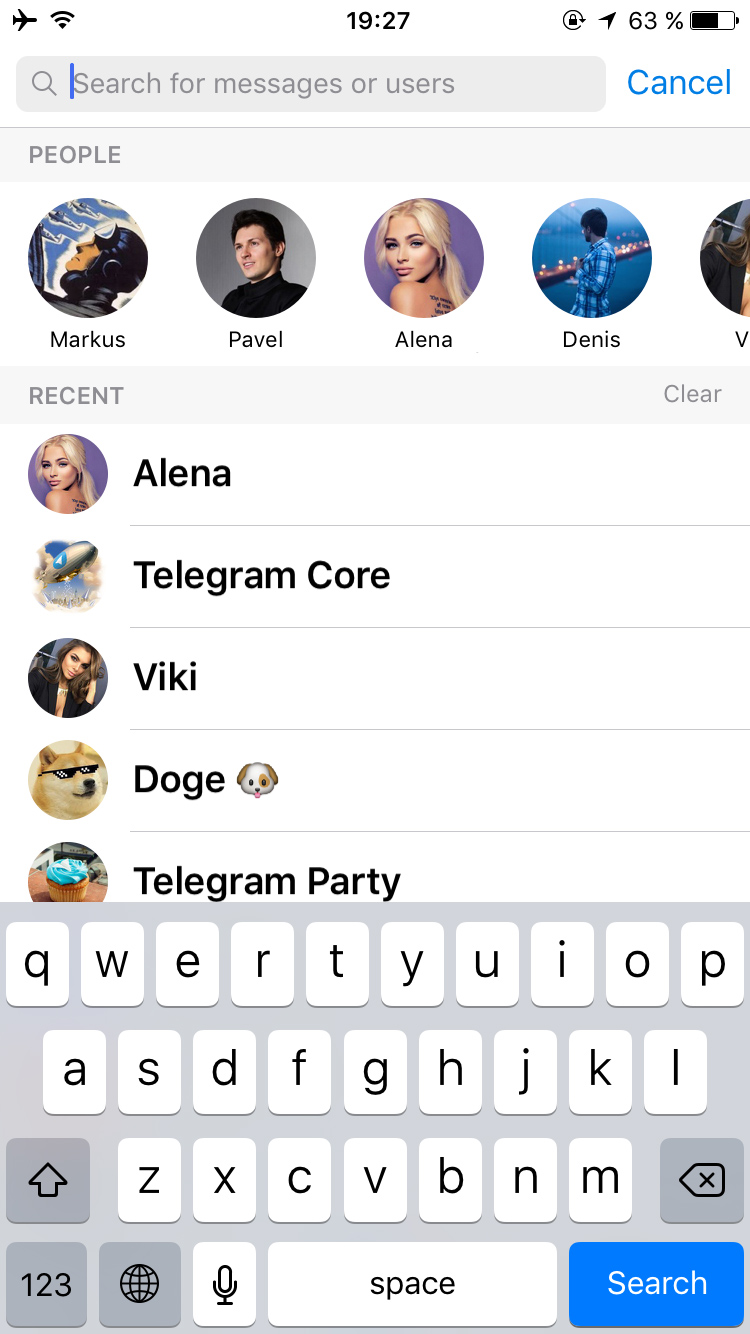 19:27 63 %
Search for messages or users Cancel
PEOPLE
Markus Pavel Alena Denis V
RECENT Clear
Alena
Telegram Core
Viki
Doge 🐶
Telegram Party
q w e r t y u i o p
a s d f g h j k l
z x c v b n m
123 space Search